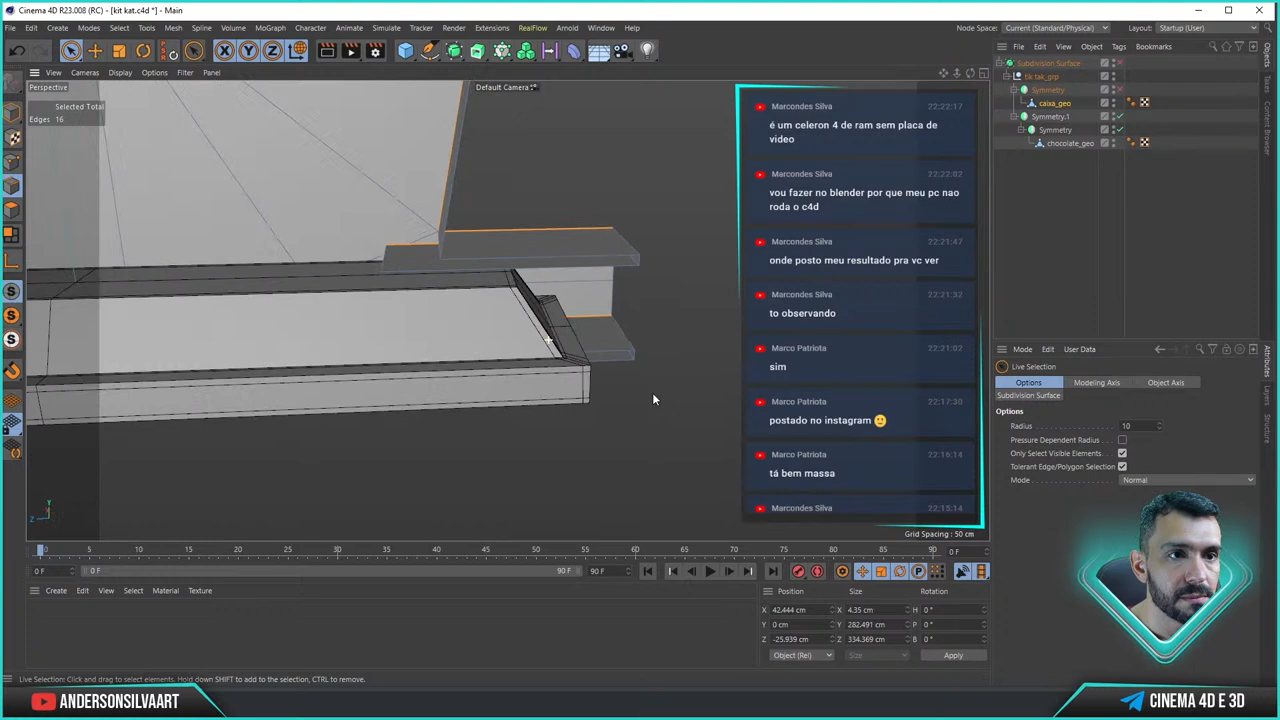 Cinema 4D R23.008 (RC) - [kit kat.c4d *] - Main
File Edit Create Modes Select Tools Mesh Spline Volume MoGraph Character Animate Simulate Tracker Render Extensions RealFlow Arnold Window Help
Node Space: Current (Standard/Physical) Layout: Startup (User)
View Cameras Display Options Filter Panel
File Edit View Object Tags Bookmarks
Perspective
Default Camera
Selected Total
Edges 16
Subdivision Surface
tik tak_grp
Symmetry
caixa_geo
Symmetry.1
Symmetry
chocolate_geo
Objects
Takes
Content Browser
Attributes
Layers
Structure
Marcondes Silva 22:22:17
é um celeron 4 de ram sem placa de
video
Marcondes Silva 22:22:02
vou fazer no blender por que meu pc nao
roda o c4d
Marcondes Silva 22:21:47
onde posto meu resultado pra vc ver
Marcondes Silva 22:21:32
to observando
Marco Patriota 22:21:02
sim
Marco Patriota 22:17:30
postado no instagram 🙂
Marco Patriota 22:16:14
tá bem massa
Marcondes Silva 22:15:14
Mode Edit User Data
Live Selection
Options Modeling Axis Object Axis
Subdivision Surface
Options
Radius 10
Pressure Dependent Radius
Only Select Visible Elements
Tolerant Edge/Polygon Selection
Mode Normal
Y
Z
Grid Spacing : 50 cm
0 5 10 15 20 25 30 35 40 45 50 55 60 65 70 75 80 85 90 0 F
0 F 0 F 90 F 90 F
Create Edit View Select Material Texture
Position Size Rotation
X 42.444 cm X 4.35 cm H 0 °
Y 0 cm Y 282.491 cm P 0 °
Z -25.939 cm Z 334.369 cm B 0 °
Object (Rel) Size Apply
Live Selection: Click and drag to select elements. Hold down SHIFT to add to the selection, CTRL to remove.
ANDERSONSILVAART
CINEMA 4D E 3D